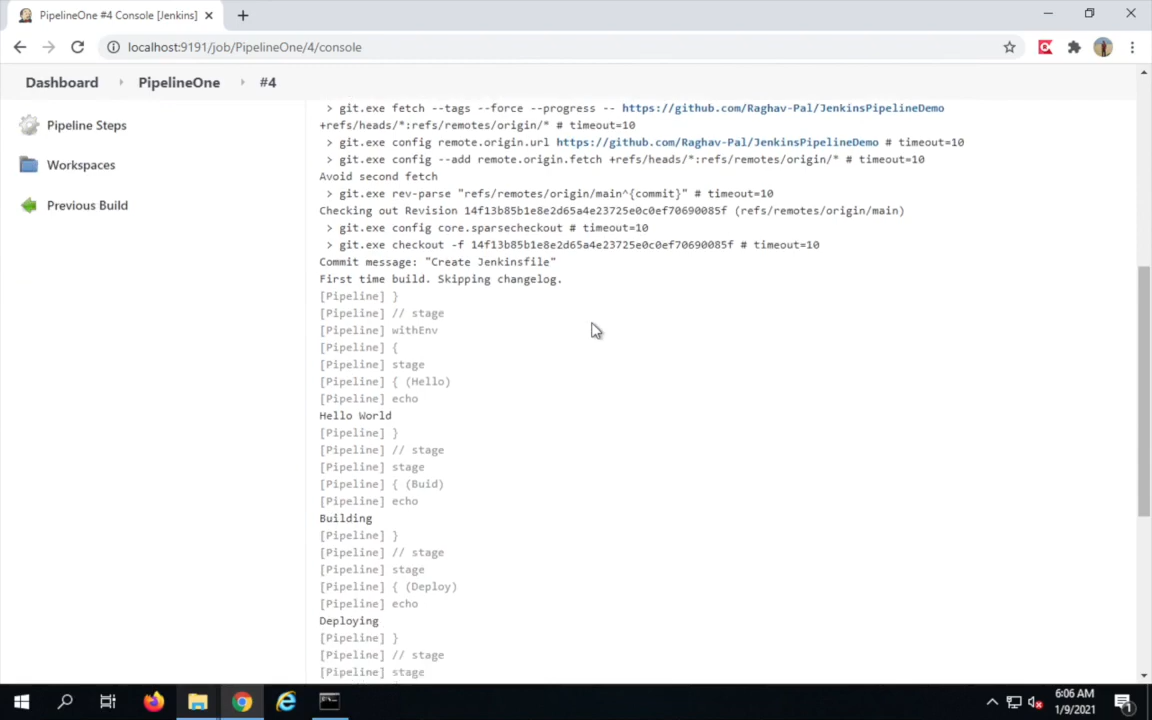 PipelineOne #4 Console [Jenkins]
localhost:9191/job/PipelineOne/4/console
Dashboard PipelineOne #4
Pipeline Steps
Workspaces
Previous Build
> git.exe fetch --tags --force --progress -- https://github.com/Raghav-Pal/JenkinsPipelineDemo
+refs/heads/*:refs/remotes/origin/* # timeout=10
> git.exe config remote.origin.url https://github.com/Raghav-Pal/JenkinsPipelineDemo # timeout=10
> git.exe config --add remote.origin.fetch +refs/heads/*:refs/remotes/origin/* # timeout=10
Avoid second fetch
> git.exe rev-parse "refs/remotes/origin/main^{commit}" # timeout=10
Checking out Revision 14f13b85b1e8e2d65a4e23725e0c0ef70690085f (refs/remotes/origin/main)
> git.exe config core.sparsecheckout # timeout=10
> git.exe checkout -f 14f13b85b1e8e2d65a4e23725e0c0ef70690085f # timeout=10
Commit message: "Create Jenkinsfile"
First time build. Skipping changelog.
[Pipeline] }
[Pipeline] // stage
[Pipeline] withEnv
[Pipeline] {
[Pipeline] stage
[Pipeline] { (Hello)
[Pipeline] echo
Hello World
[Pipeline] }
[Pipeline] // stage
[Pipeline] stage
[Pipeline] { (Buid)
[Pipeline] echo
Building
[Pipeline] }
[Pipeline] // stage
[Pipeline] stage
[Pipeline] { (Deploy)
[Pipeline] echo
Deploying
[Pipeline] }
[Pipeline] // stage
[Pipeline] stage
6:06 AM
1/9/2021
1